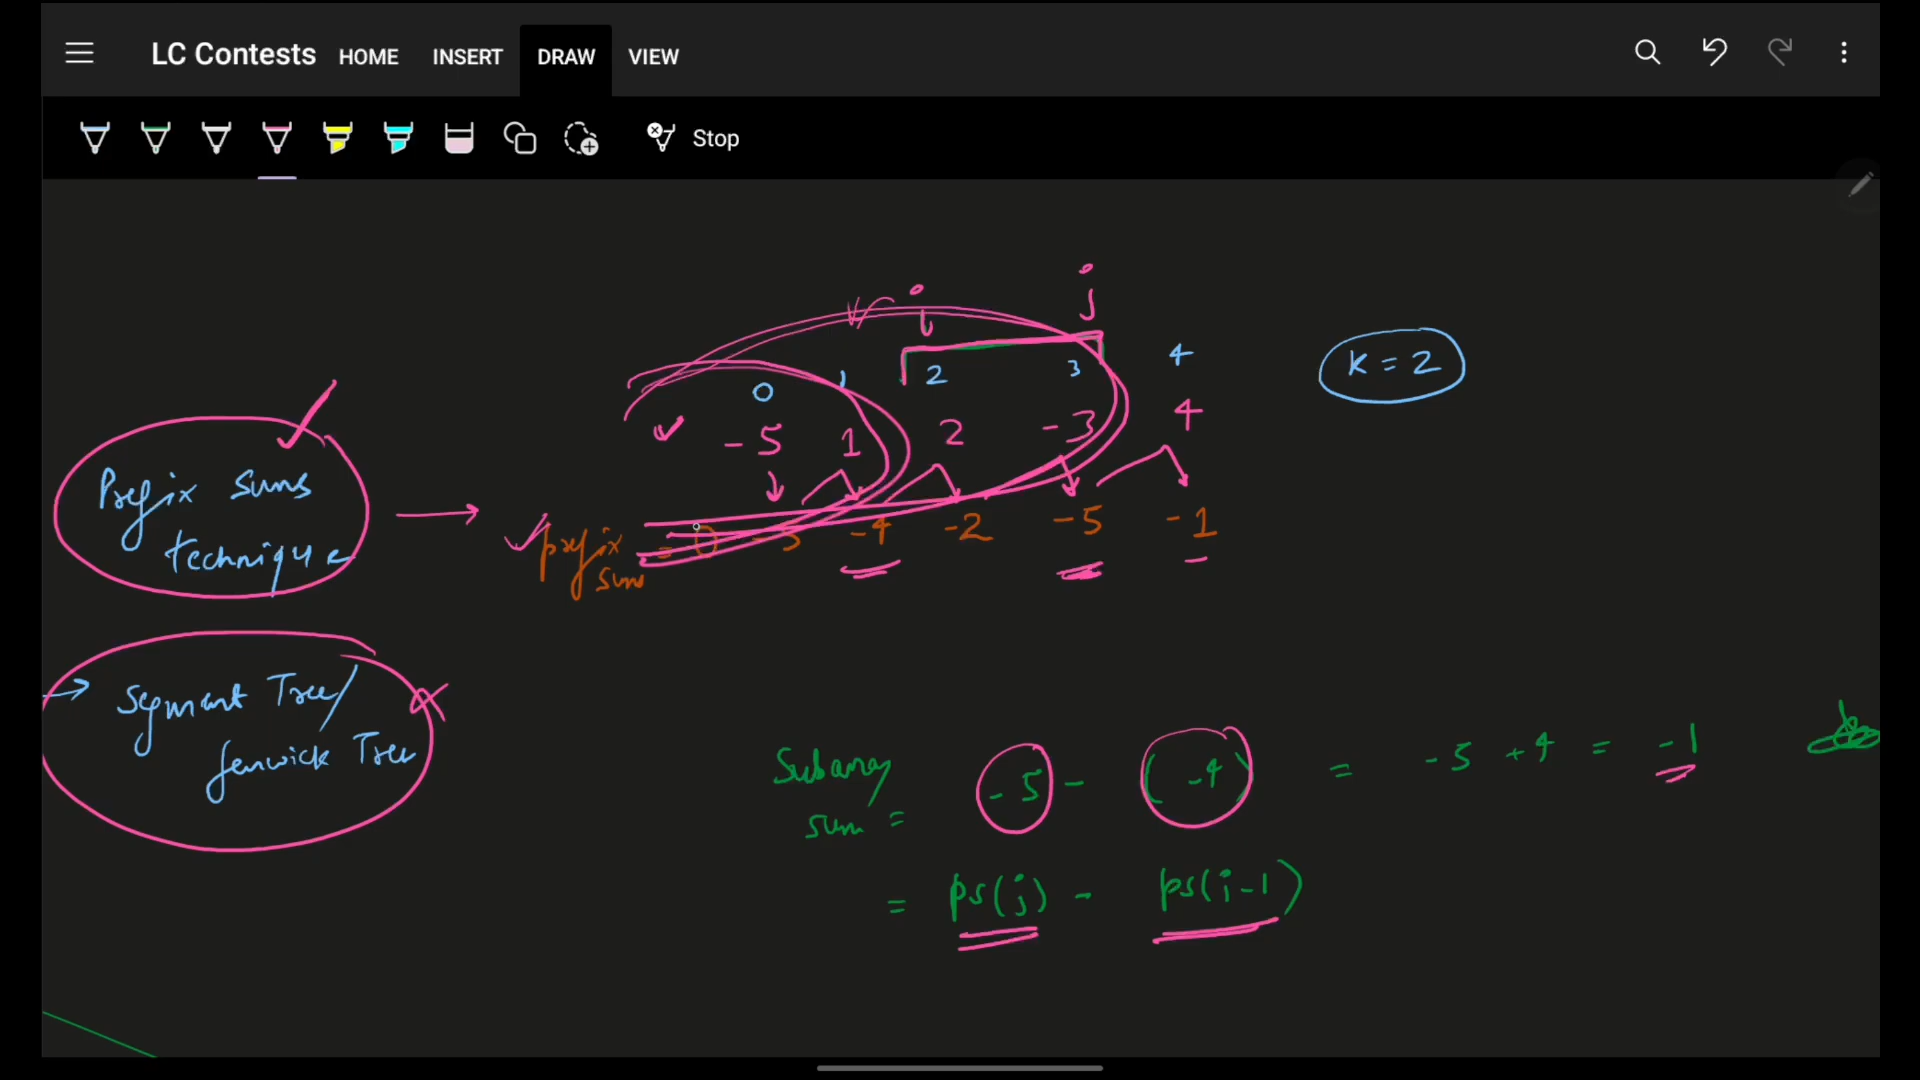 LC Contests HOME INSERT DRAW VIEW
Stop
i j
0 1 2 3 4
K = 2
-5 1 2 -3 4
Prefix Sums
technique
prefix = 0 -5 -4 -2 -5 -1
sum
→ Segment Tree/
fenwick Tree
Subarray
sum = -5 - (-4) = -5 + 4 = -1
= ps(j) - ps(i-1)